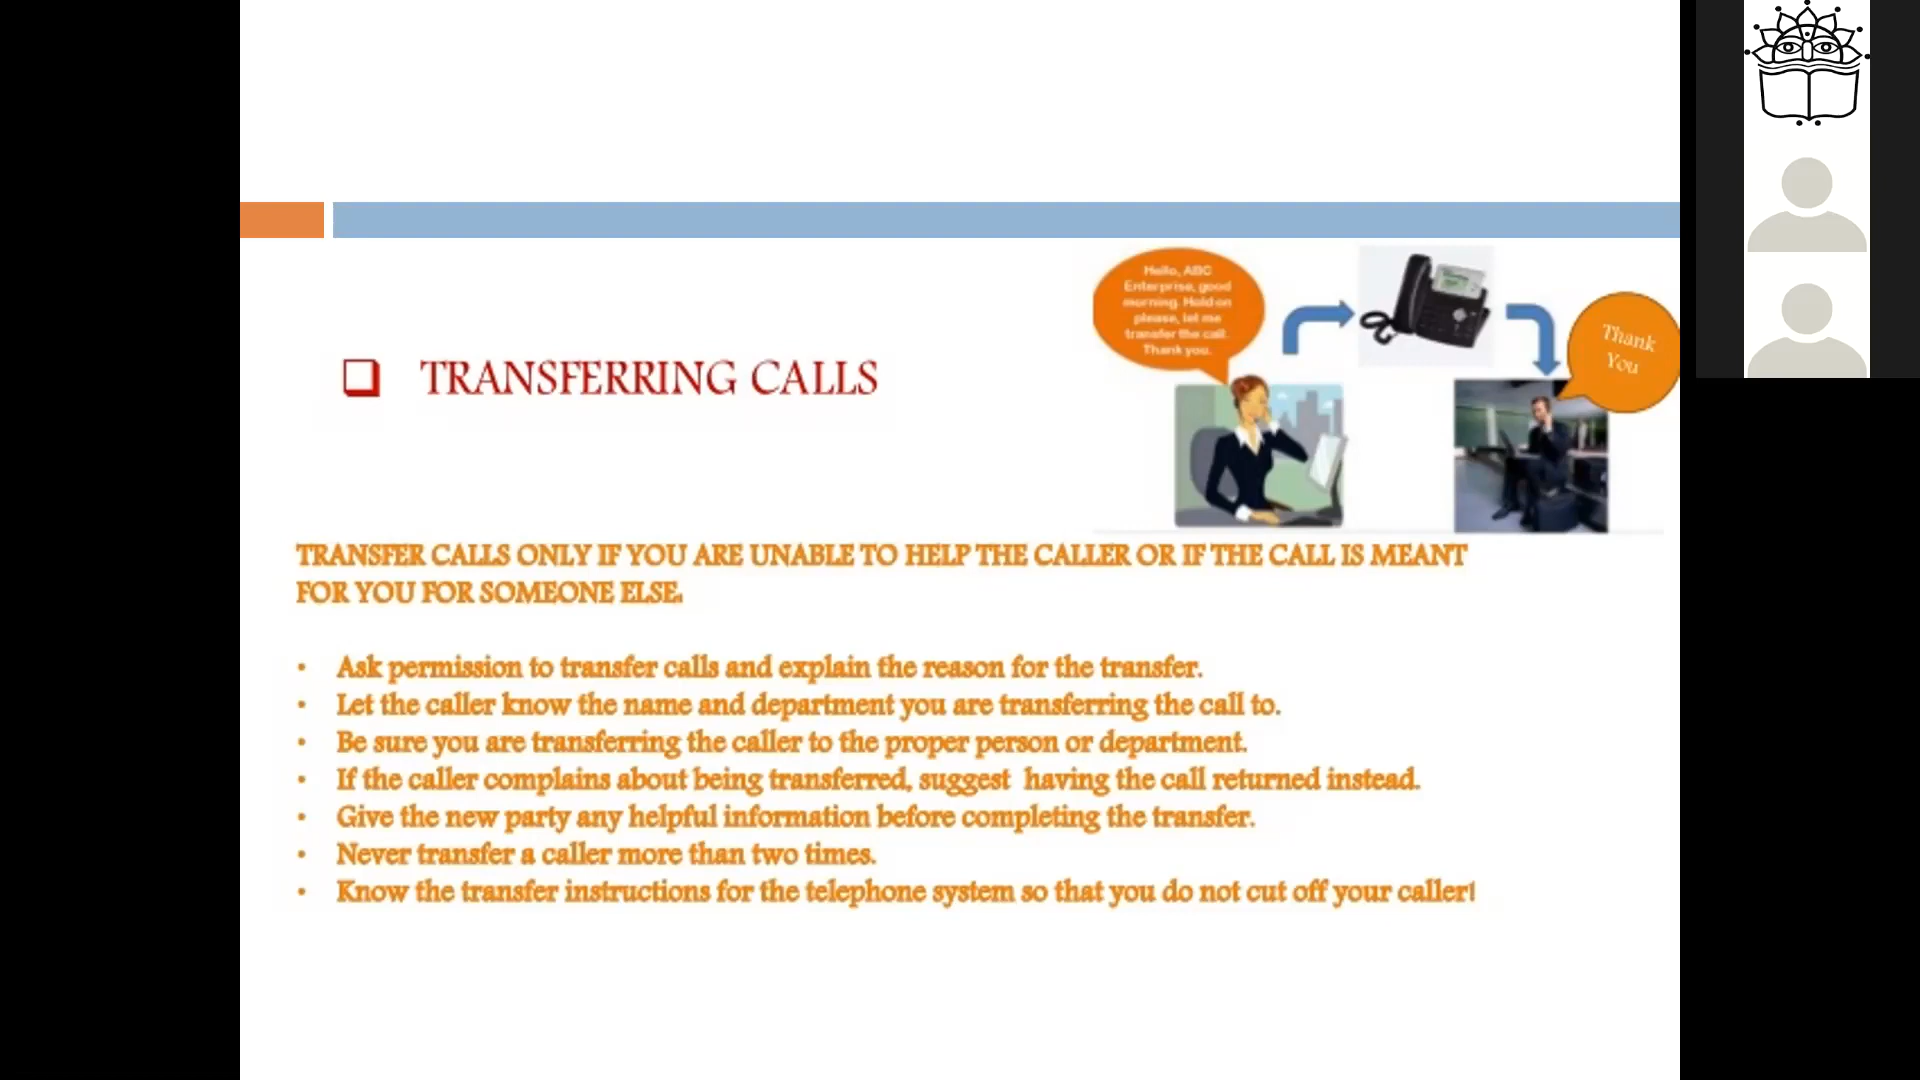 Hello, ABC
Enterprise, good
morning. Hold on
please, let me
transfer the call.
Thank you.
Thank
You
TRANSFERRING CALLS
TRANSFER CALLS ONLY IF YOU ARE UNABLE TO HELP THE CALLER OR IF THE CALL IS MEANT
FOR YOU FOR SOMEONE ELSE.
• Ask permission to transfer calls and explain the reason for the transfer.
• Let the caller know the name and department you are transferring the call to.
• Be sure you are transferring the caller to the proper person or department.
• If the caller complains about being transferred, suggest having the call returned instead.
• Give the new party any helpful information before completing the transfer.
• Never transfer a caller more than two times.
• Know the transfer instructions for the telephone system so that you do not cut off your caller!